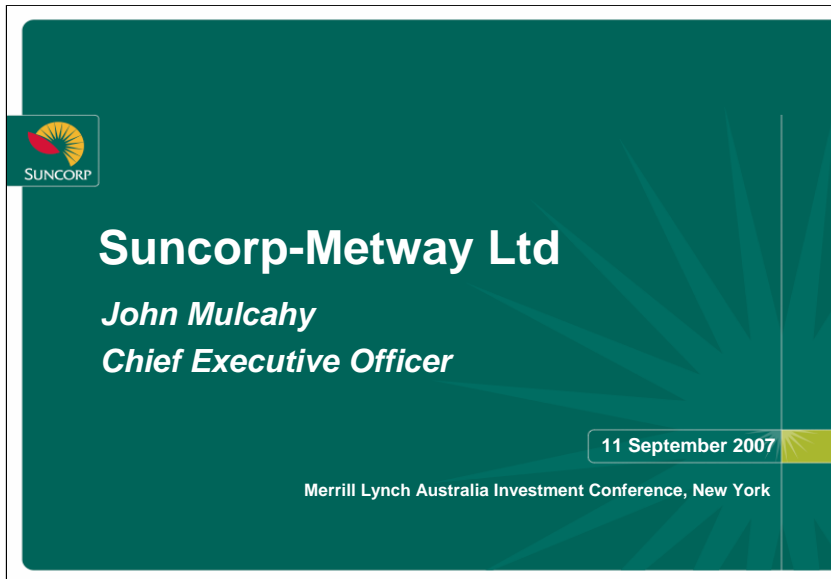 SUNCORP
Suncorp-Metway Ltd
John Mulcahy
Chief Executive Officer
11 September 2007
Merrill Lynch Australia Investment Conference, New York